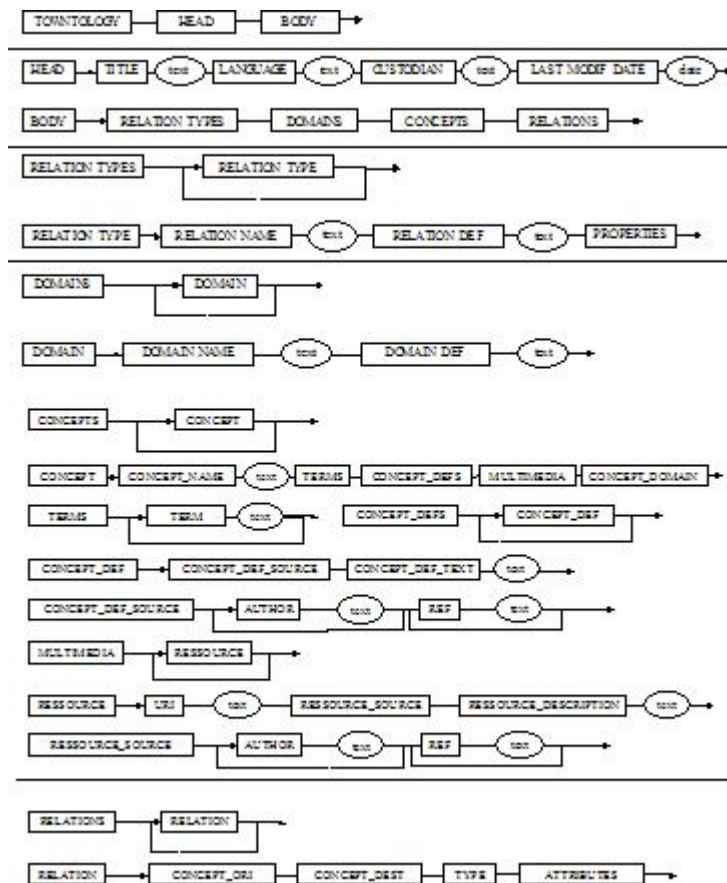 TOWNTOLOGY HEAD BODY
HEAD TITLE text LANGUAGE text CUSTODIAN text LAST MODIF DATE date
BODY RELATION TYPES DOMAINS CONCEPTS RELATIONS
RELATION TYPES RELATION TYPE
RELATION TYPE RELATION NAME text RELATION DEF text PROPERTIES
DOMAINS DOMAIN
DOMAIN DOMAIN NAME text DOMAIN DEF text
CONCEPTS CONCEPT
CONCEPT CONCEPT_NAME text TERMS CONCEPT_DEFS MULTIMEDIA CONCEPT_DOMAIN
TERMS TERM text CONCEPT_DEFS CONCEPT_DEF
CONCEPT_DEF CONCEPT_DEF_SOURCE CONCEPT_DEF_TEXT text
CONCEPT_DEF_SOURCE AUTHOR text REF text
MULTIMEDIA RESSOURCE
RESSOURCE URI text RESSOURCE_SOURCE RESSOURCE_DESCRIPTION text
RESSOURCE_SOURCE AUTHOR text REF text
RELATIONS RELATION
RELATION CONCEPT_ORI CONCEPT_DEST TYPE ATTRIBUTES